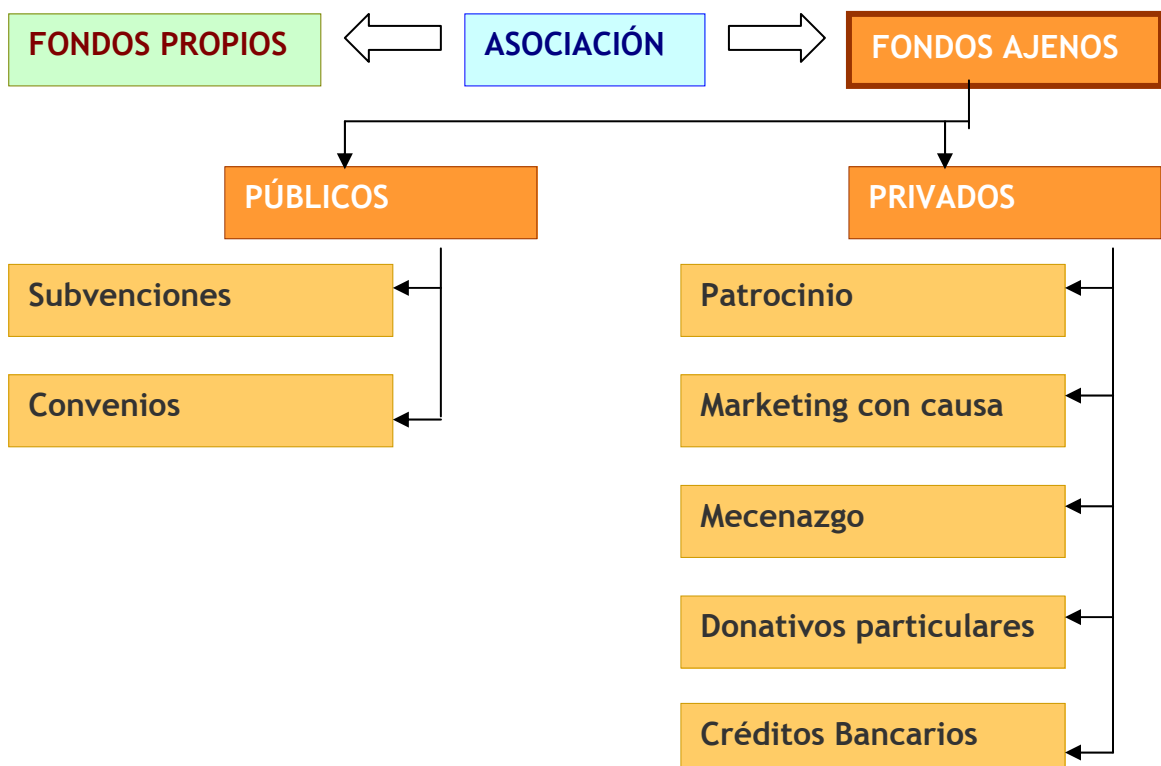 FONDOS PROPIOS
ASOCIACIÓN
FONDOS AJENOS
PÚBLICOS
PRIVADOS
Subvenciones
Patrocinio
Convenios
Marketing con causa
Mecenazgo
Donativos particulares
Créditos Bancarios